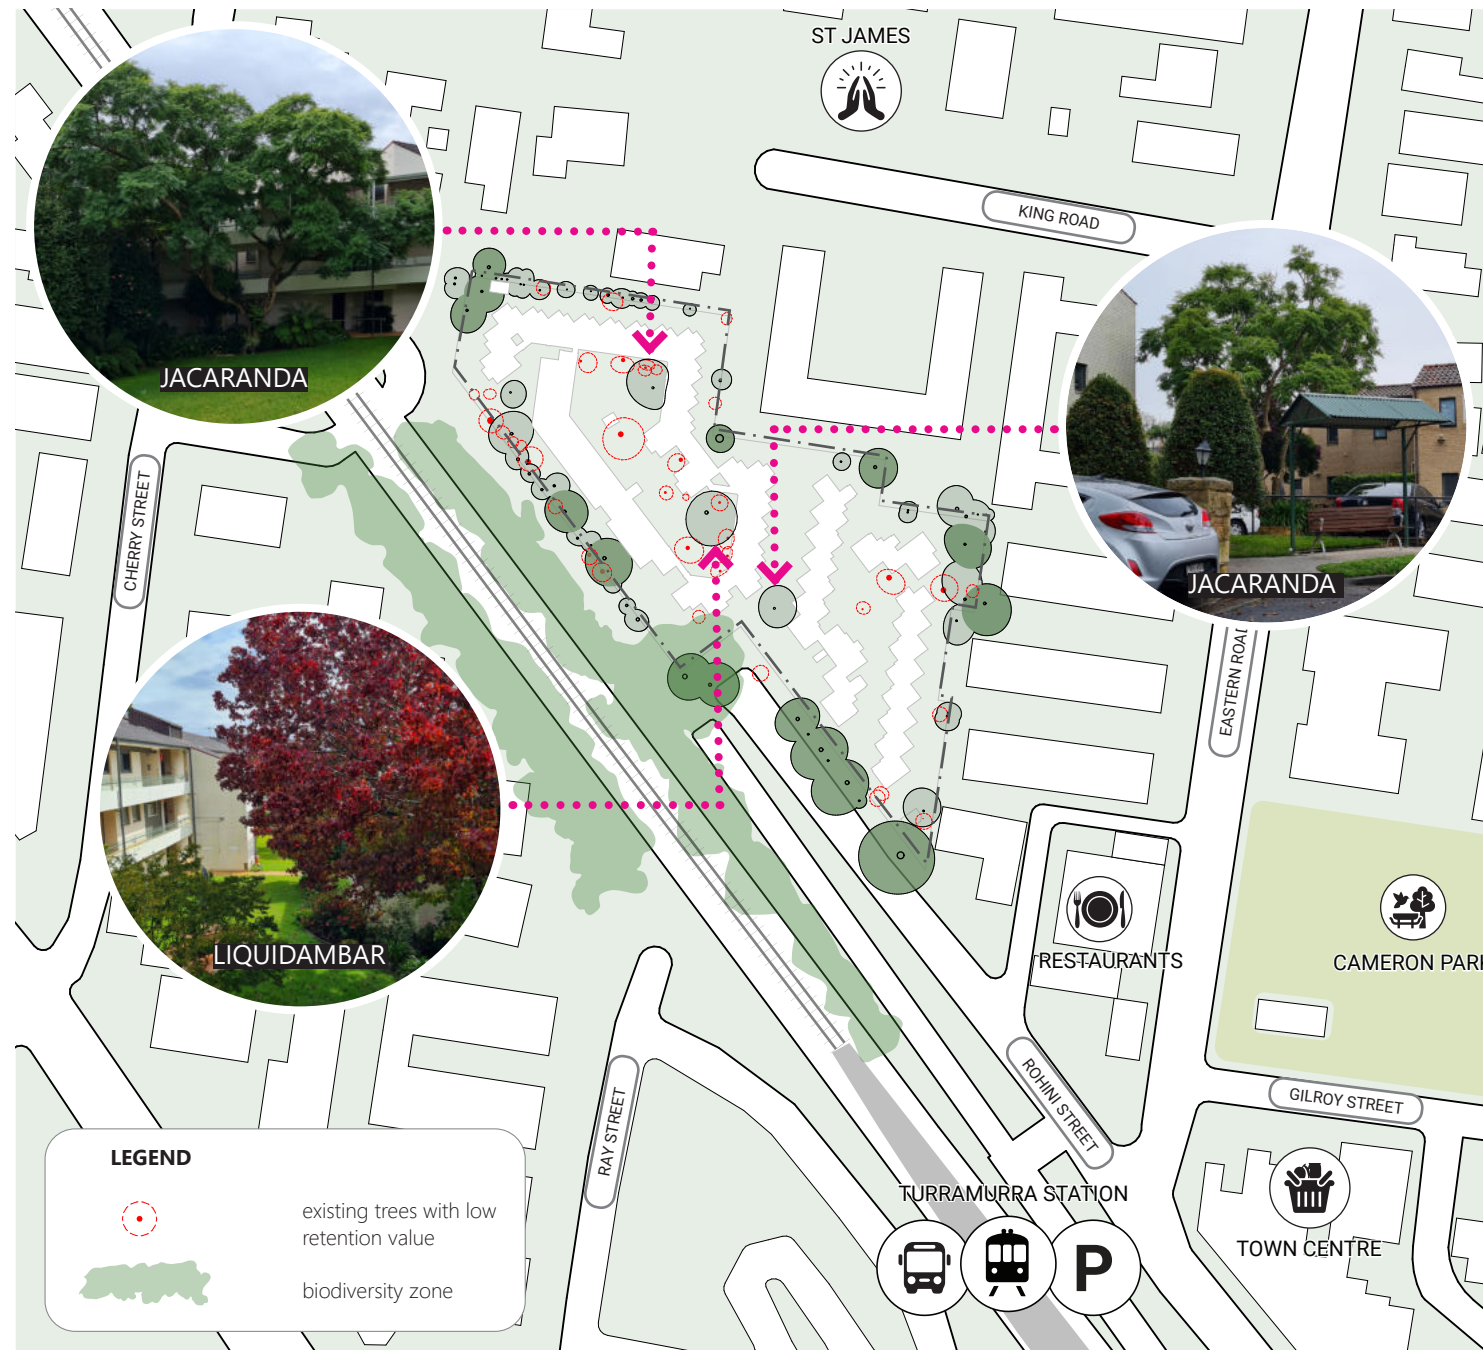 ST JAMES
KING ROAD
JACARANDA
JACARANDA
CHERRY STREET
EASTERN ROAD
LIQUIDAMBAR
RESTAURANTS
CAMERON PARK
ROHINI STREET
GILROY STREET
RAY STREET
LEGEND
existing trees with low
retention value
biodiversity zone
TURRAMURRA STATION
P
TOWN CENTRE